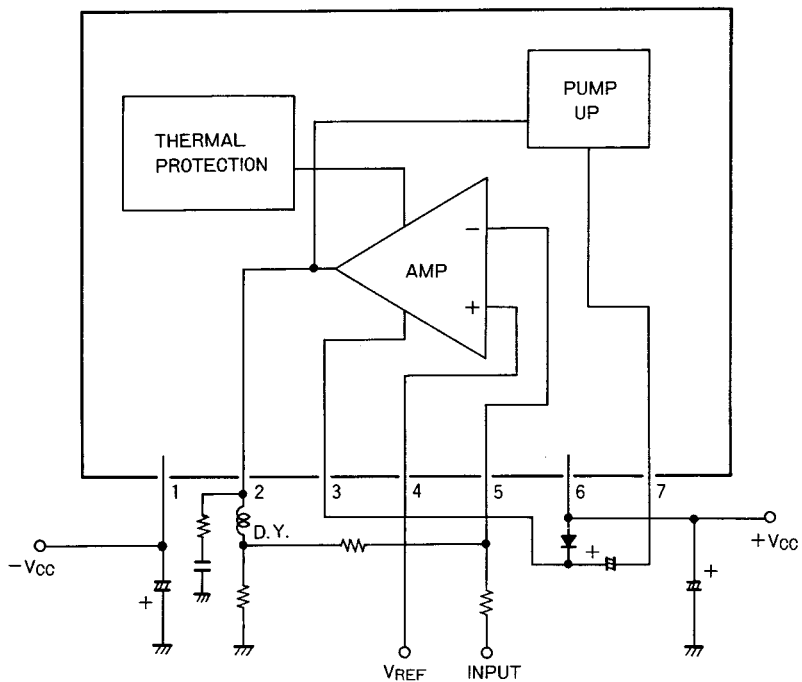 PUMP
UP
THERMAL
PROTECTION
−
AMP
+
1 2 3 4 5 6 7
D.Y.
−VCC
+VCC
+
+
+
VREF INPUT